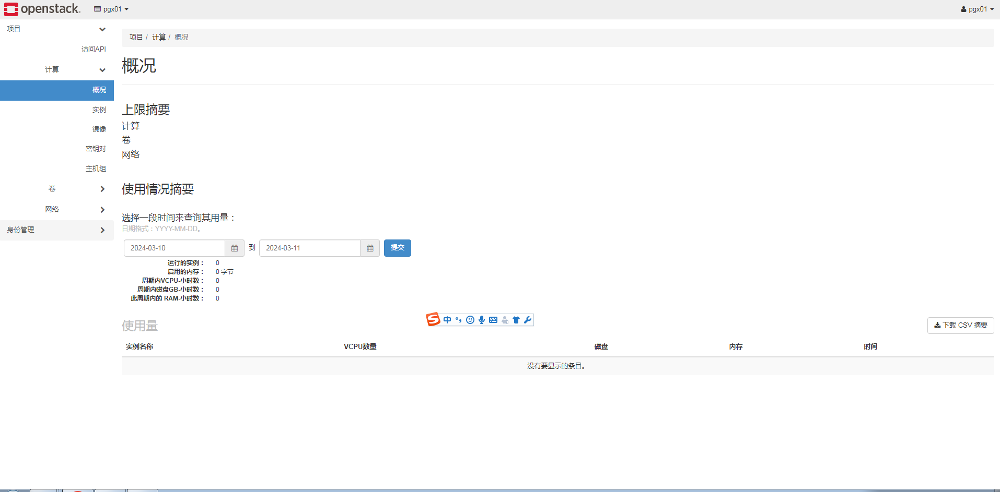 openstack.
pgx01
pgx01
项目
访问API
计算
概况
实例
镜像
密钥对
主机组
卷
网络
身份管理
项目 / 计算 / 概况
概况
上限摘要
计算
卷
网络
使用情况摘要
选择一段时间来查询其用量：
日期格式：YYYY-MM-DD。
2024-03-10 到 2024-03-11 提交
运行的实例： 0
启用的内存： 0 字节
周期内VCPU-小时数： 0
周期内磁盘GB-小时数： 0
此周期内的 RAM-小时数： 0
S 中
使用量
下载 CSV 摘要
实例名称 VCPU数量 磁盘 内存 时间
没有要显示的条目。